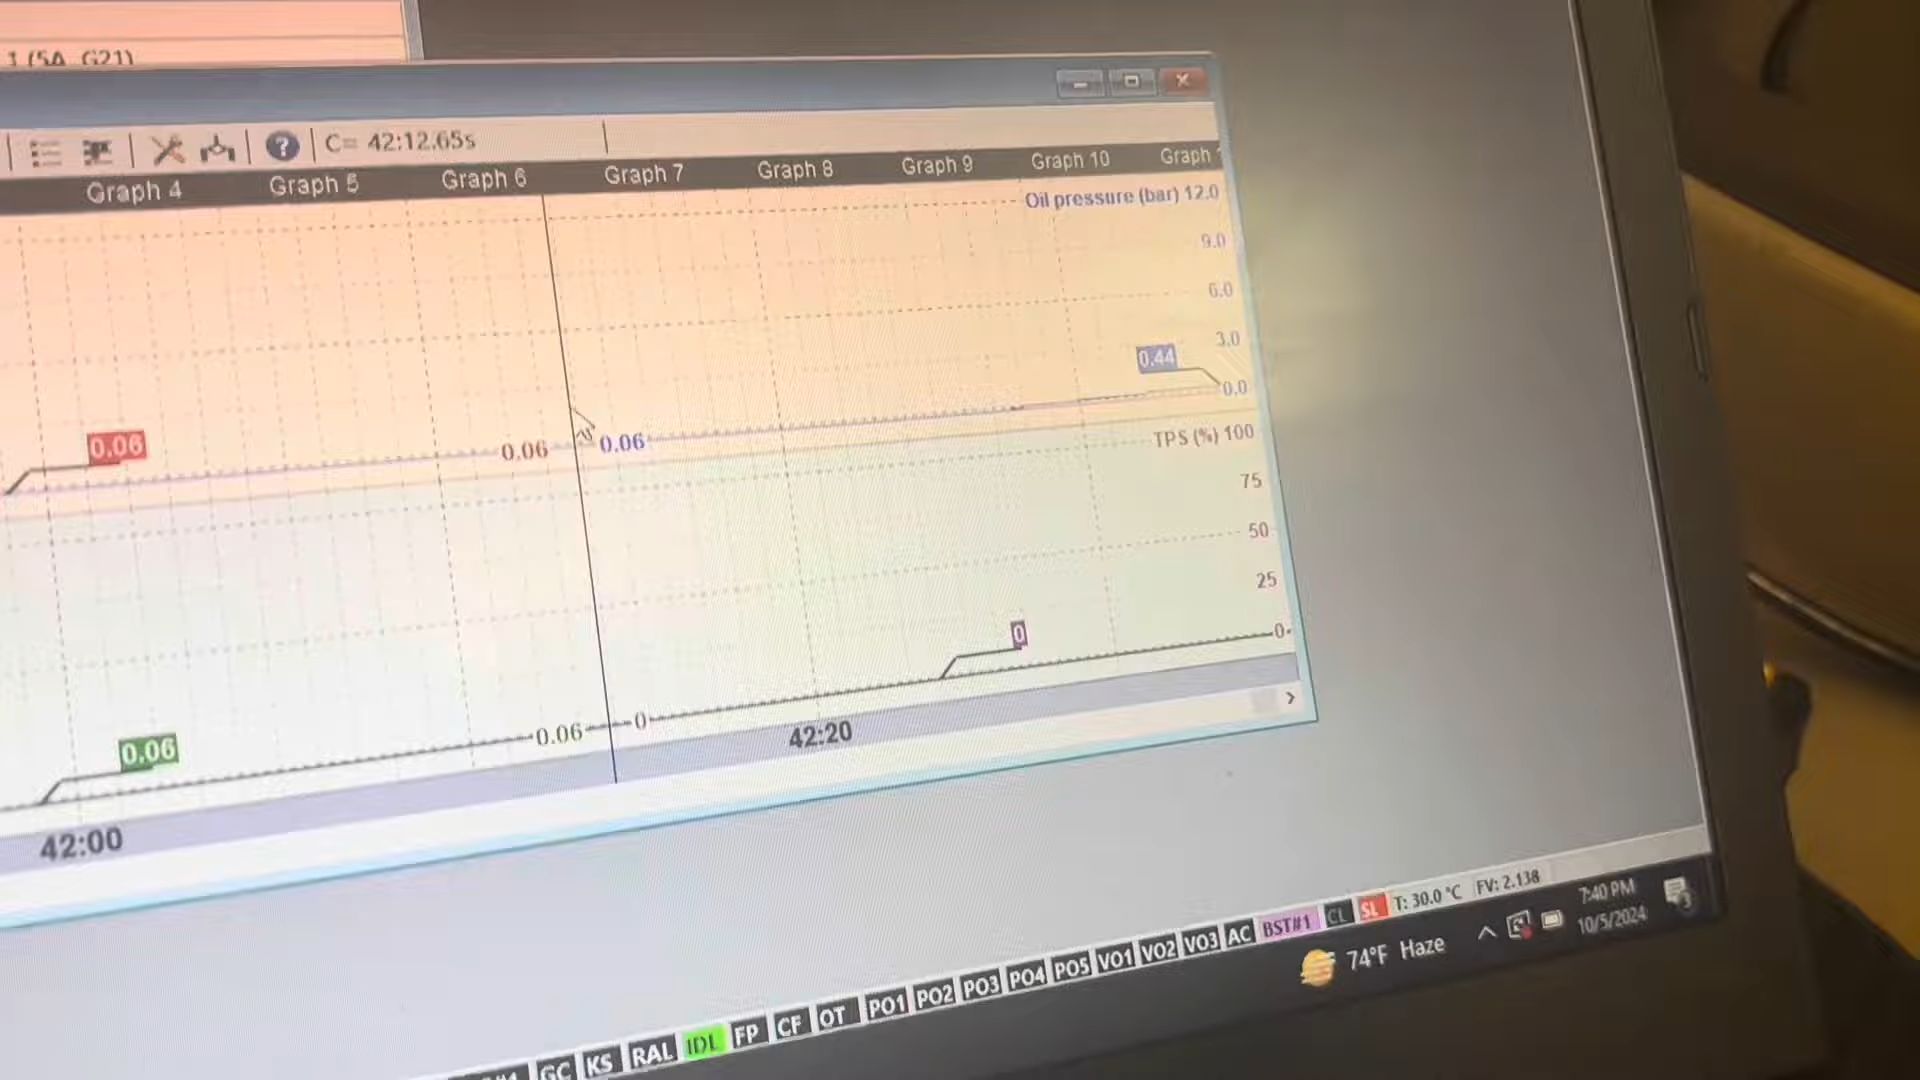 1 (5A, G21)
C= 42:12.65s
Graph 4 Graph 5 Graph 6 Graph 7 Graph 8 Graph 9 Graph 10 Graph
Oil pressure (bar) 12.0
9.0
6.0
3.0
0.44
0.0
0.06
0.06
0.06
TPS (%) 100
75
50
25
0
0
0.06
0.06
0
42:20
42:00
GC KS RAL IDL FP CF OT PO1 PO2 PO3 PO4 PO5 VO1 VO2 VO3 AC BST#1 CL SL T: 30.0 °C FV: 2.138
74°F Haze
7:40 PM
10/5/2024
3